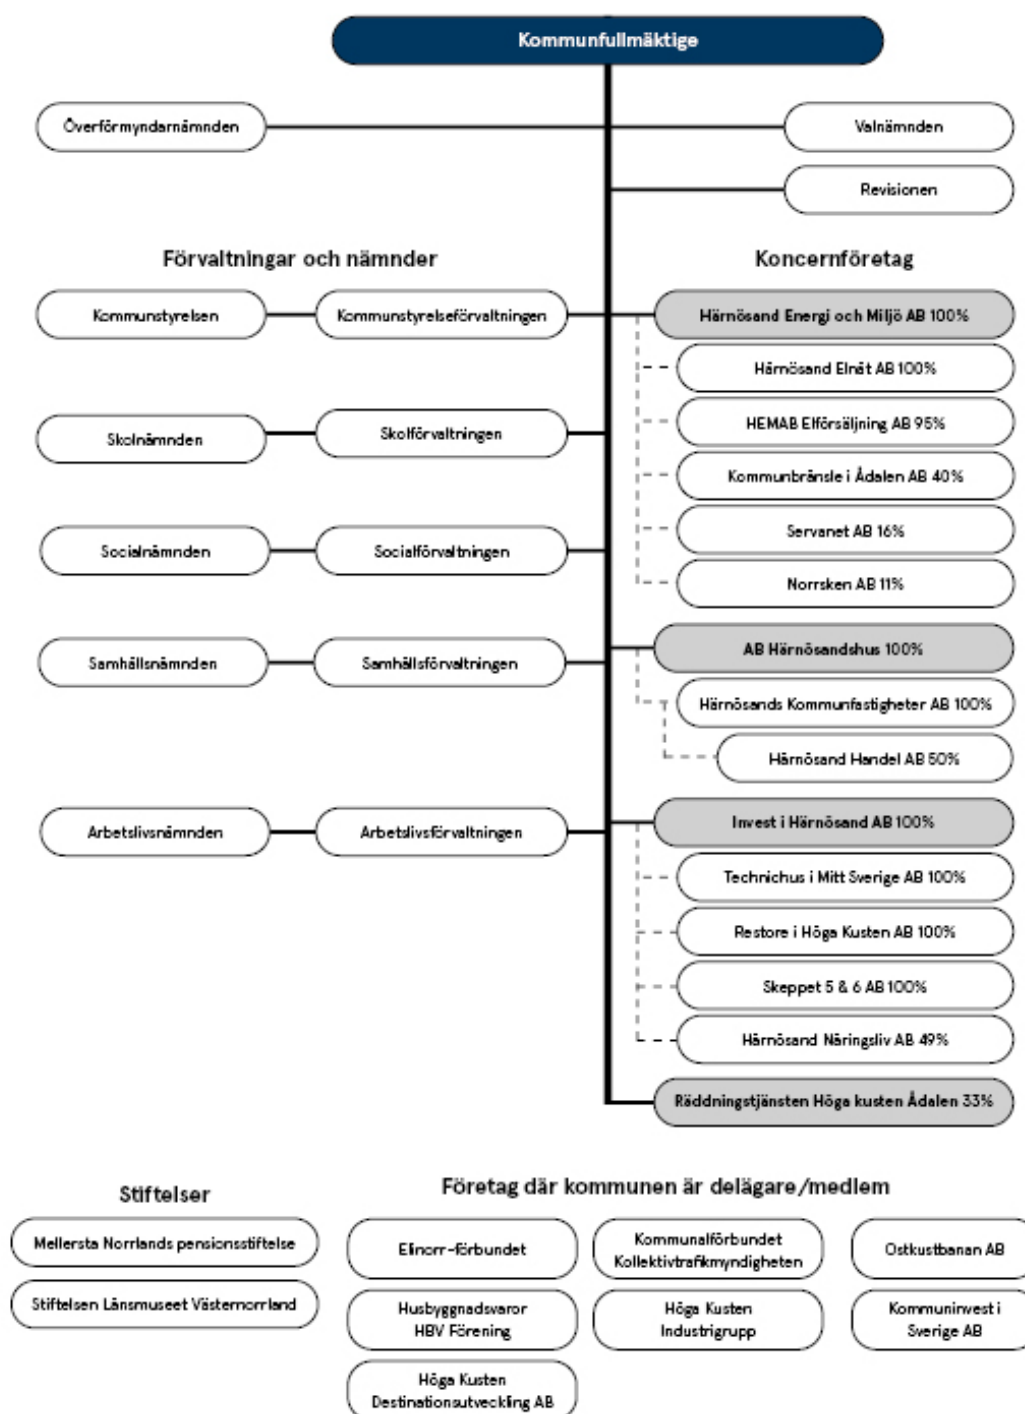 Kommunfullmäktige
Överförmyndarnämnden
Valnämnden
Revisionen
Förvaltningar och nämnder
Koncernföretag
Kommunstyrelsen
Kommunstyrelseförvaltningen
Härnösand Energi och Miljö AB 100%
Härnösand Elnät AB 100%
HEMAB Elförsäljning AB 95%
Skolnämnden
Skolförvaltningen
Kommunbränsle i Ådalen AB 40%
Servanet AB 16%
Socialnämnden
Socialförvaltningen
Norrsken AB 11%
AB Härnösandshus 100%
Samhällsnämnden
Samhällsförvaltningen
Härnösands Kommunfastigheter AB 100%
Härnösand Handel AB 50%
Invest i Härnösand AB 100%
Arbetslivsnämnden
Arbetslivsförvaltningen
Technichus i Mitt Sverige AB 100%
Restore i Höga Kusten AB 100%
Skeppet 5 & 6 AB 100%
Härnösand Näringsliv AB 49%
Räddningstjänsten Höga kusten Ådalen 33%
Stiftelser
Mellersta Norrlands pensionsstiftelse
Stiftelsen Länsmuseet Västernorrland
Företag där kommunen är delägare/medlem
Elinorr-förbundet
Kommunalförbundet
Kollektivtrafikmyndigheten
Ostkustbanan AB
Husbyggnadsvaror
HBV Förening
Höga Kusten
Industrigrupp
Kommuninvest i
Sverige AB
Höga Kusten
Destinationsutveckling AB